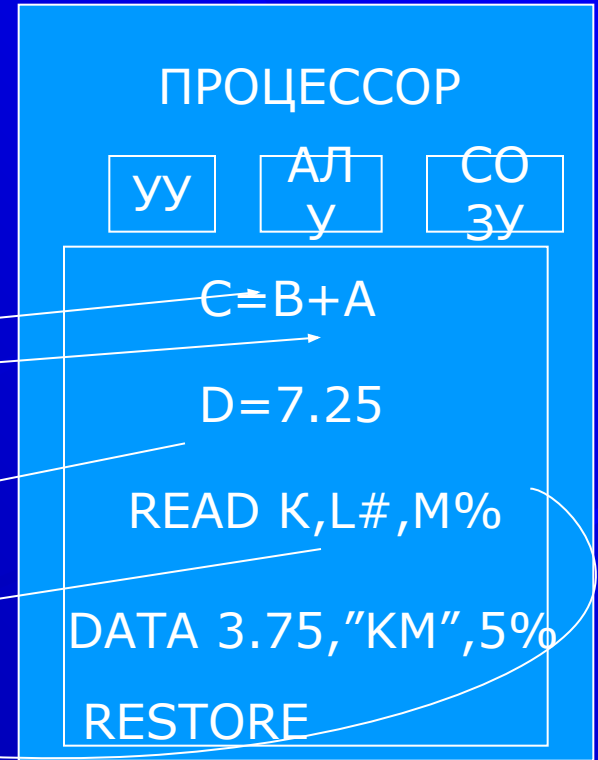 ПРОЦЕССОР
УУ
АЛ
У
СО
ЗУ
C=B+A
D=7.25
READ К,L#,M%
DATA 3.75,”KM”,5%
RESTORE